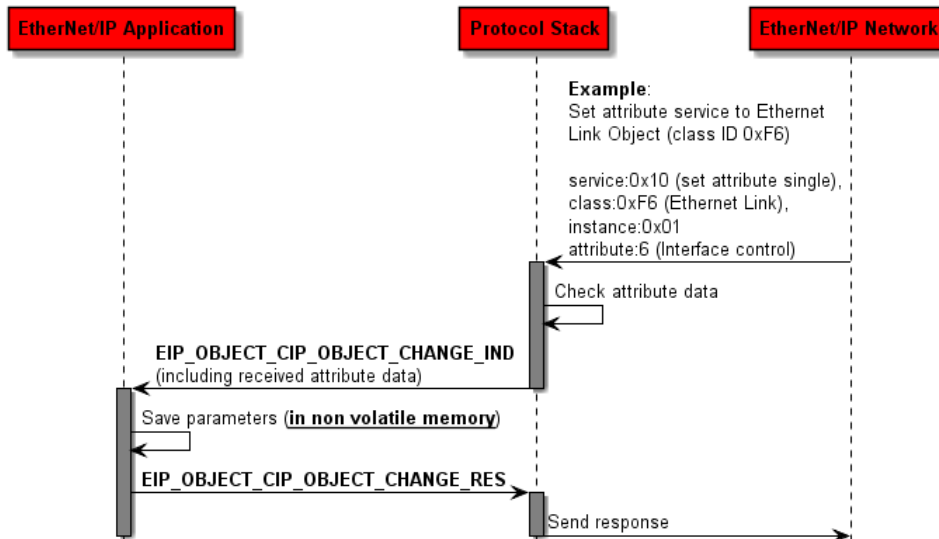 EtherNet/IP Application
Protocol Stack
EtherNet/IP Network
Example:
Set attribute service to Ethernet
Link Object (class ID 0xF6)
service:0x10 (set attribute single),
class:0xF6 (Ethernet Link),
instance:0x01
attribute:6 (Interface control)
Check attribute data
EIP_OBJECT_CIP_OBJECT_CHANGE_IND
(including received attribute data)
Save parameters (in non volatile memory)
EIP_OBJECT_CIP_OBJECT_CHANGE_RES
Send response